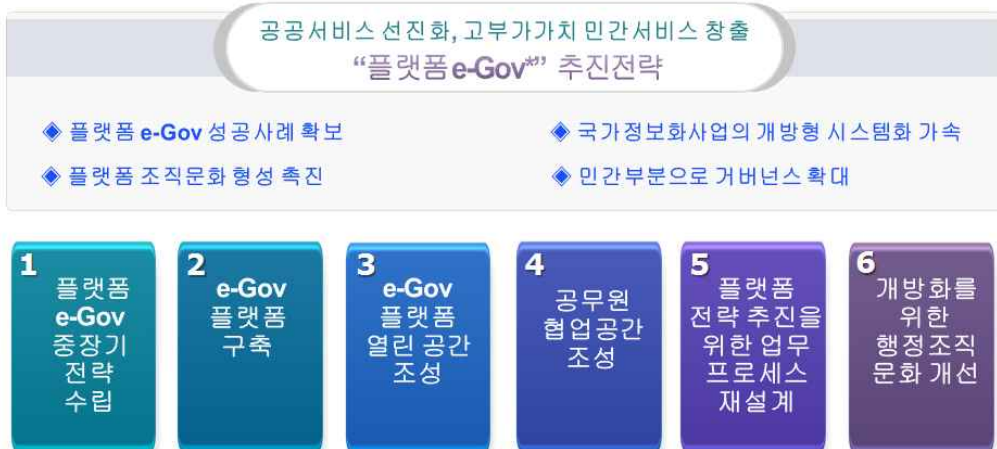 공공서비스 선진화, 고부가가치 민간서비스 창출
“플랫폼 e-Gov*” 추진전략
◈ 플랫폼 e-Gov 성공사례 확보
◈ 국가정보화사업의 개방형 시스템화 가속
◈ 플랫폼 조직문화 형성 촉진
◈ 민간부분으로 거버넌스 확대
1
플랫폼
e-Gov
중장기
전략
수립
2
e-Gov
플랫폼
구축
3
e-Gov
플랫폼
열린 공간
조성
4
공무원
협업공간
조성
5
플랫폼
전략 추진을
위한 업무
프로세스
재설계
6
개방화를
위한
행정조직
문화 개선